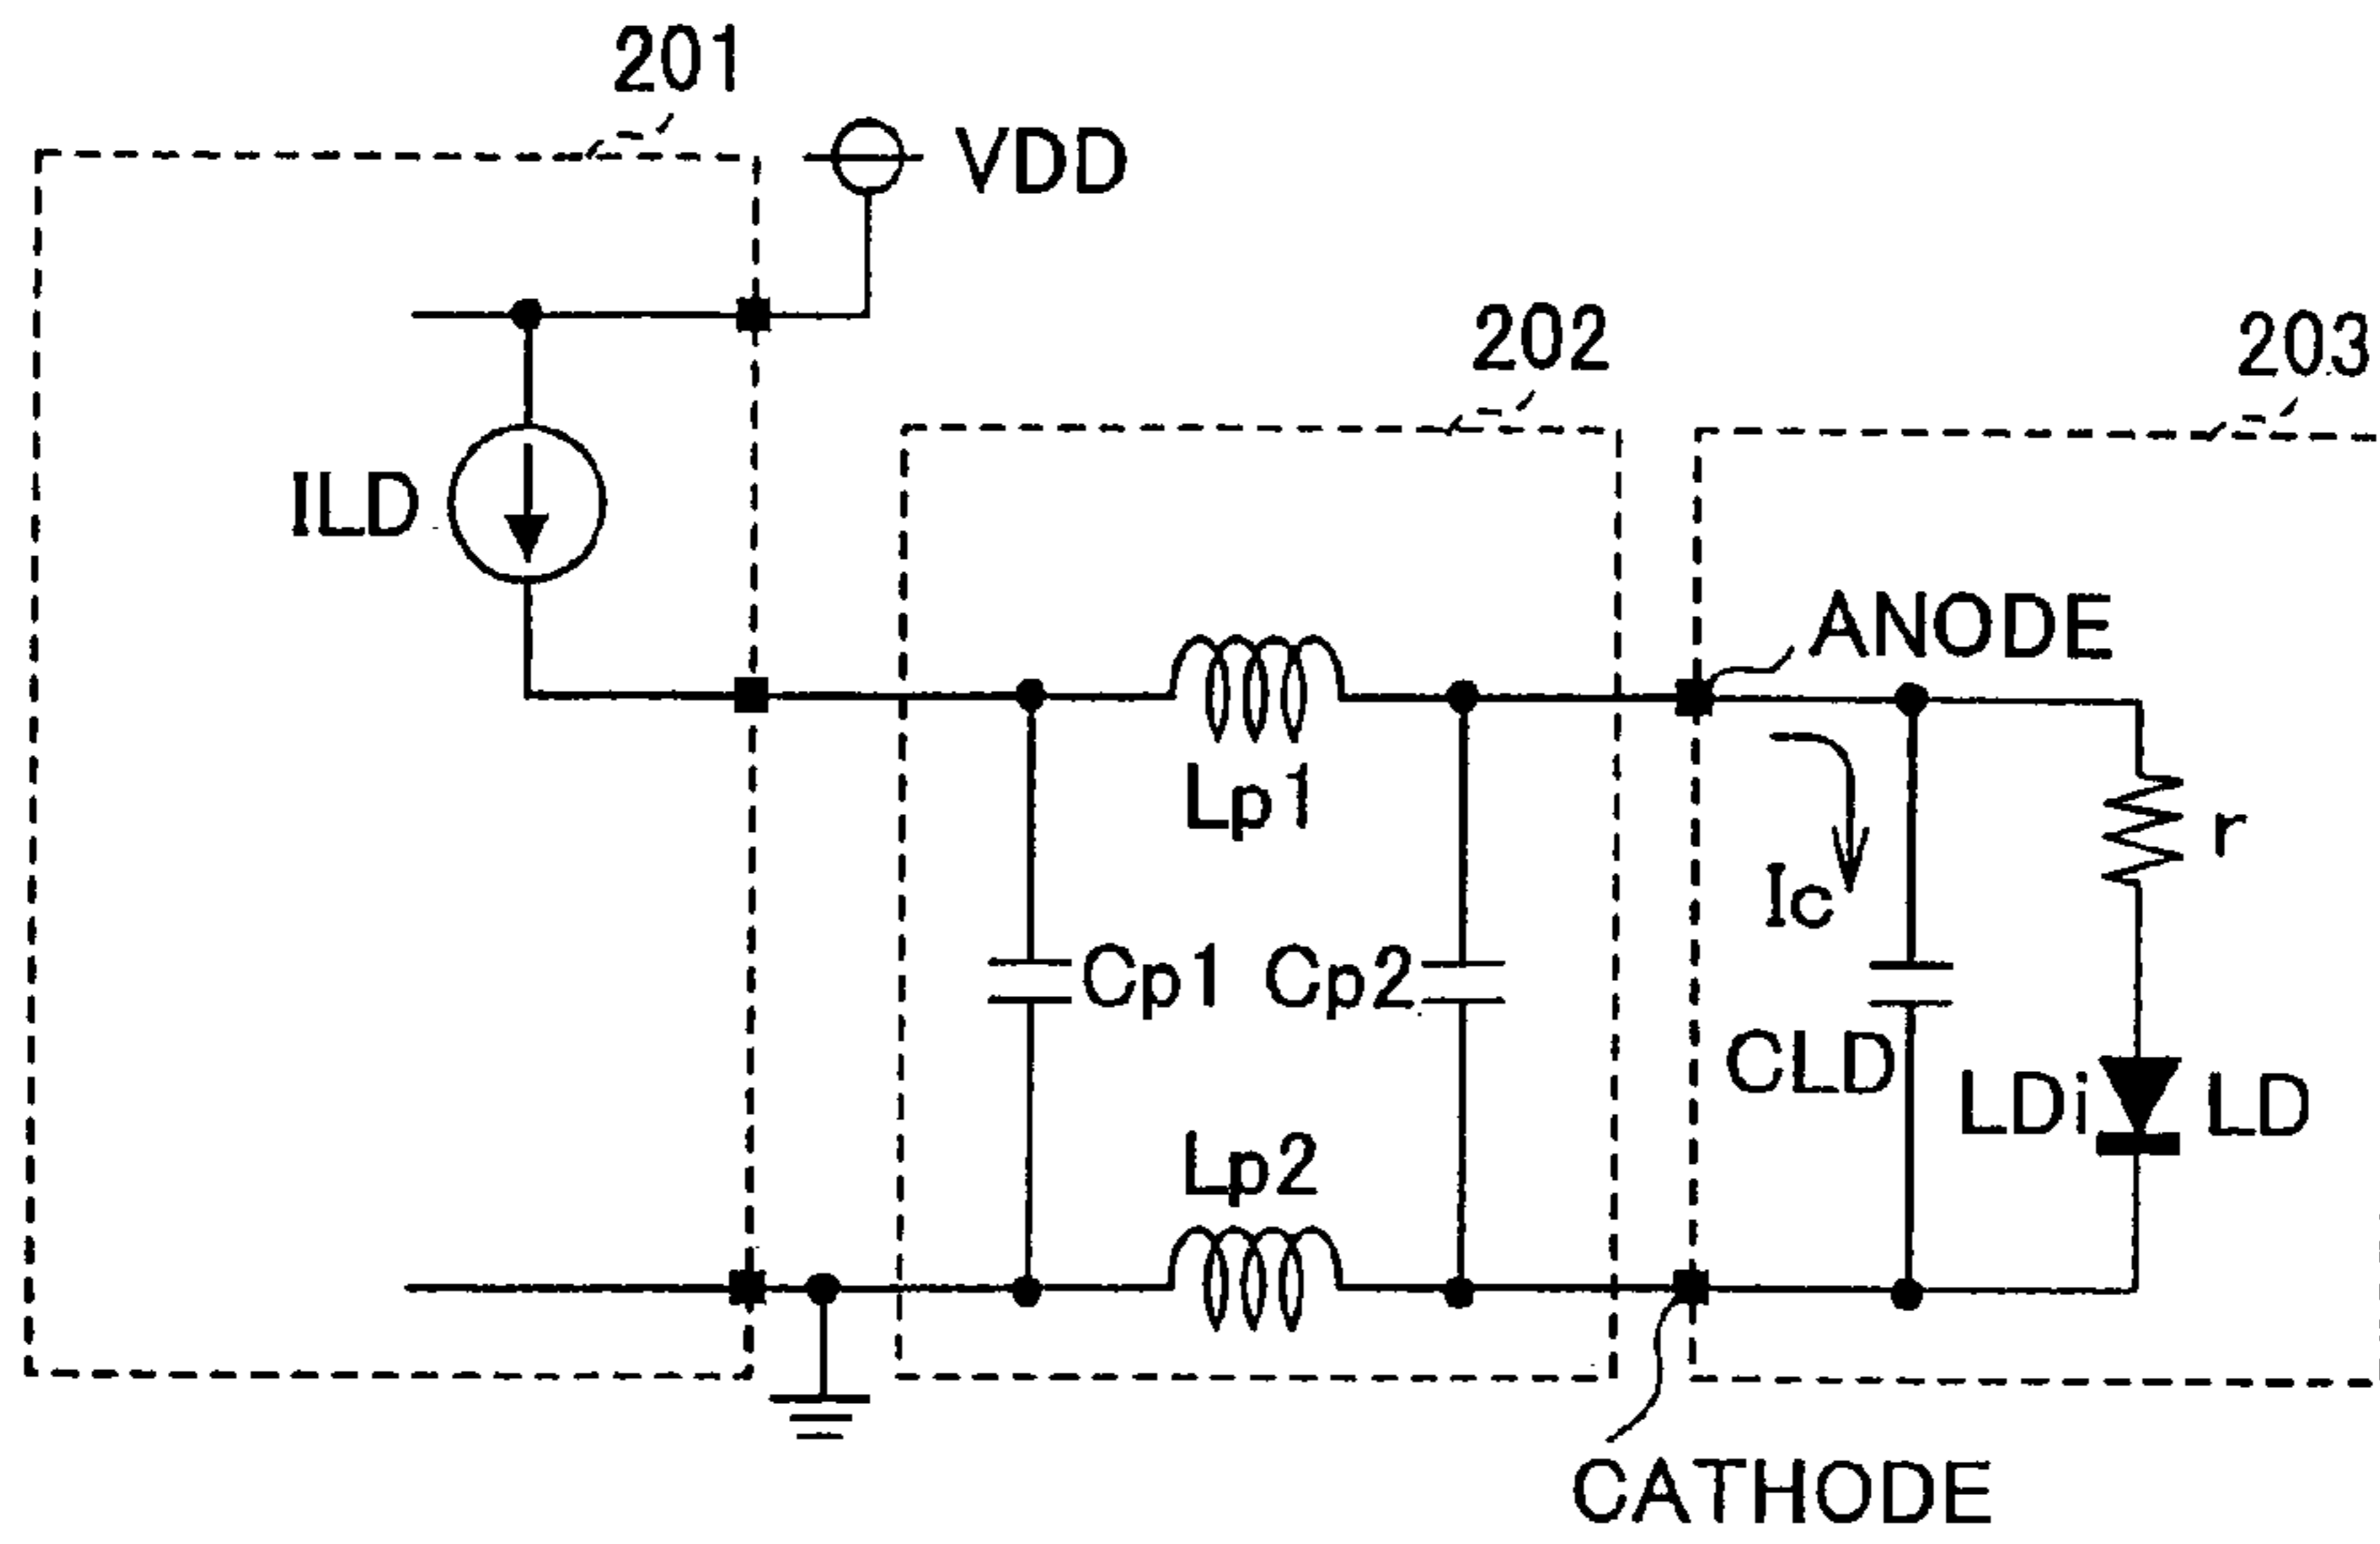 201
VDD
202
203
ILD
ANODE
Lp1
r
Ic
Cp1
Cp2
CLD
LDi
LD
Lp2
CATHODE